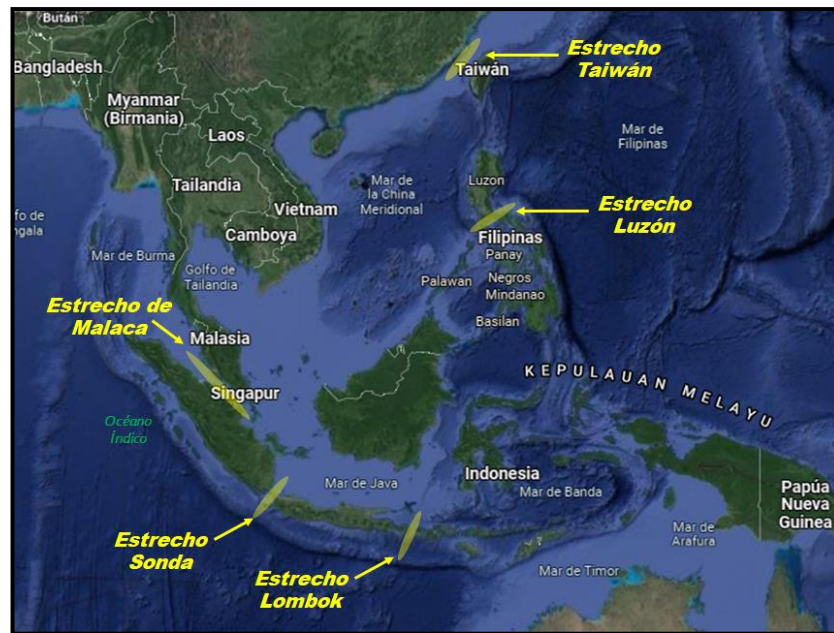 Bután
Bangladesh
Myanmar
(Birmania)
Laos
Tailandia
Vietnam
Camboya
Mar de
la China
Meridional
Estrecho
Taiwán
Taiwán
Mar de
Filipinas
Luzon
Estrecho
Luzón
Filipinas
Panay
Negros
Mindanao
Palawan
Basilan
fo de
ngala
Mar de Burma
Golfo de
Tailandia
Estrecho de
Malaca
Malasia
Singapur
KEPULAUAN MELAYU
Océano
Índico
Mar de Java
Indonesia
Mar de Banda
Papúa
Nueva
Guinea
Mar de
Arafura
Estrecho
Sonda
Estrecho
Lombok
Mar de Timor